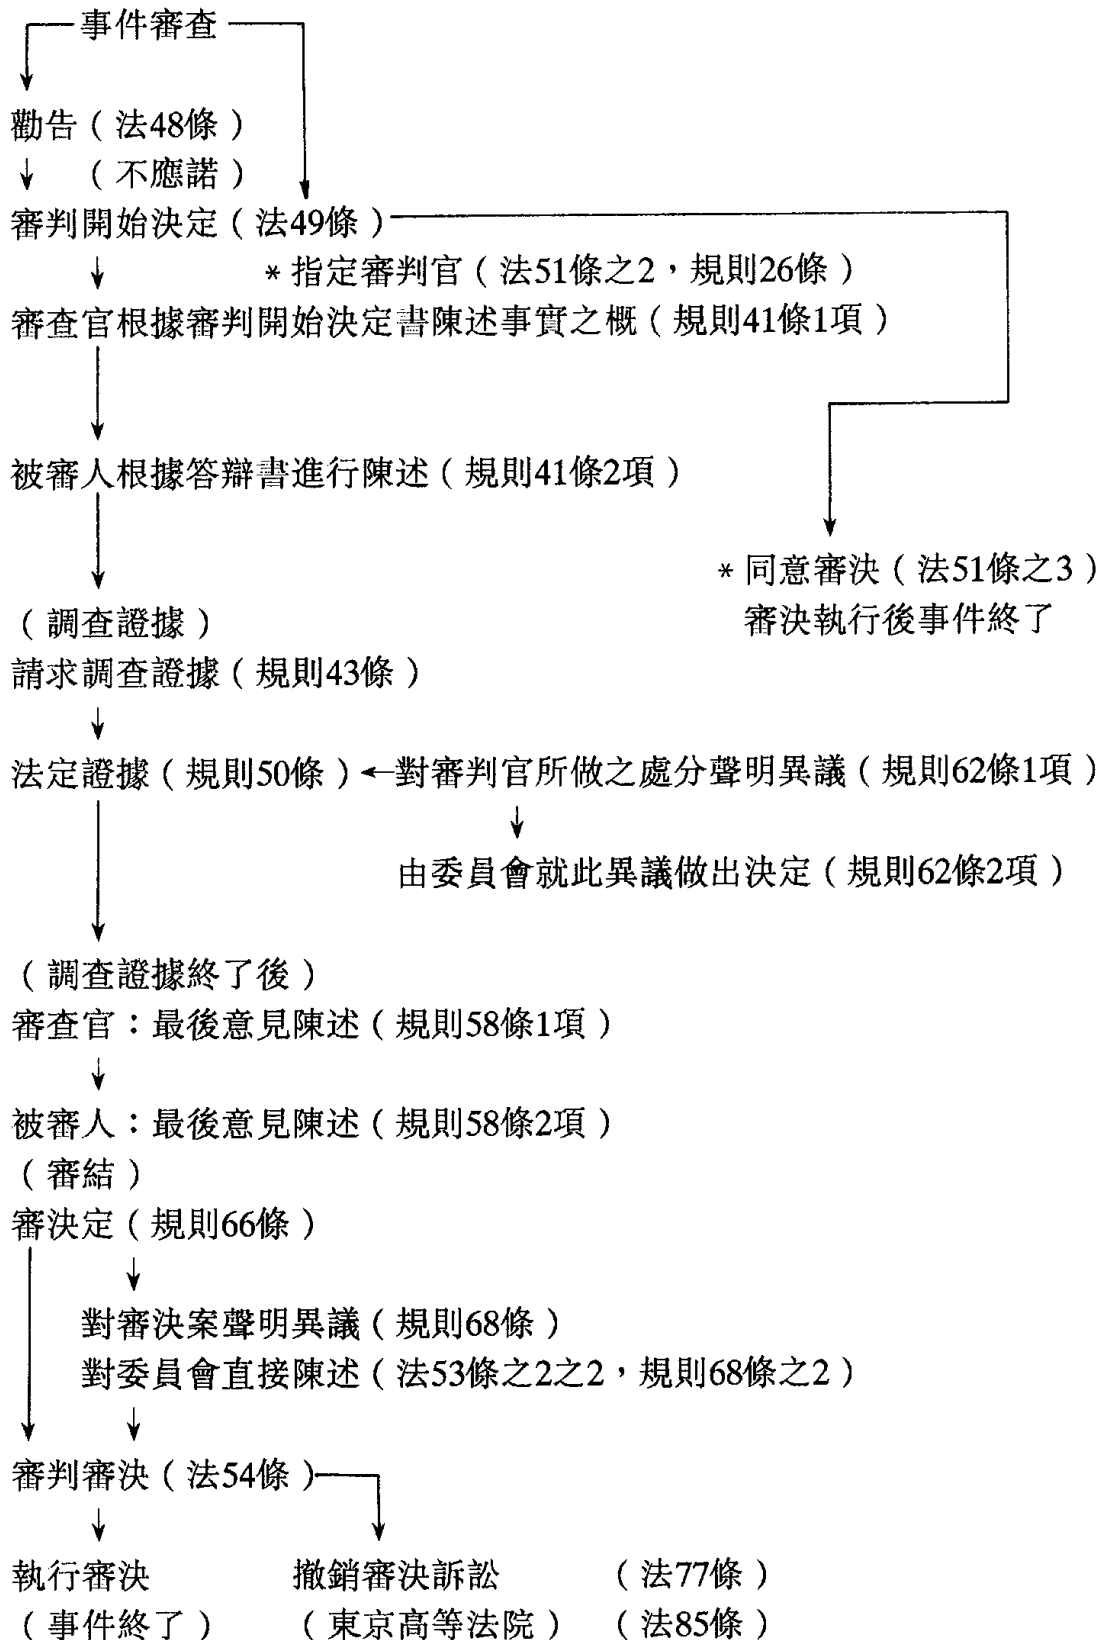 事件審查
勸告（法48條）
（不應諾）
審判開始決定（法49條）
*指定審判官（法51條之2，規則26條）
審查官根據審判開始決定書陳述事實之概（規則41條1項）
被審人根據答辯書進行陳述（規則41條2項）
*同意審決（法51條之3）
審決執行後事件終了
（調查證據）
請求調查證據（規則43條）
法定證據（規則50條）←對審判官所做之處分聲明異議（規則62條1項）
由委員會就此異議做出決定（規則62條2項）
（調查證據終了後）
審查官：最後意見陳述（規則58條1項）
被審人：最後意見陳述（規則58條2項）
（審結）
審決定（規則66條）
對審決案聲明異議（規則68條）
對委員會直接陳述（法53條之2之2，規則68條之2）
審判審決（法54條）
執行審決 撤銷審決訴訟 （法77條）
（事件終了） （東京高等法院） （法85條）